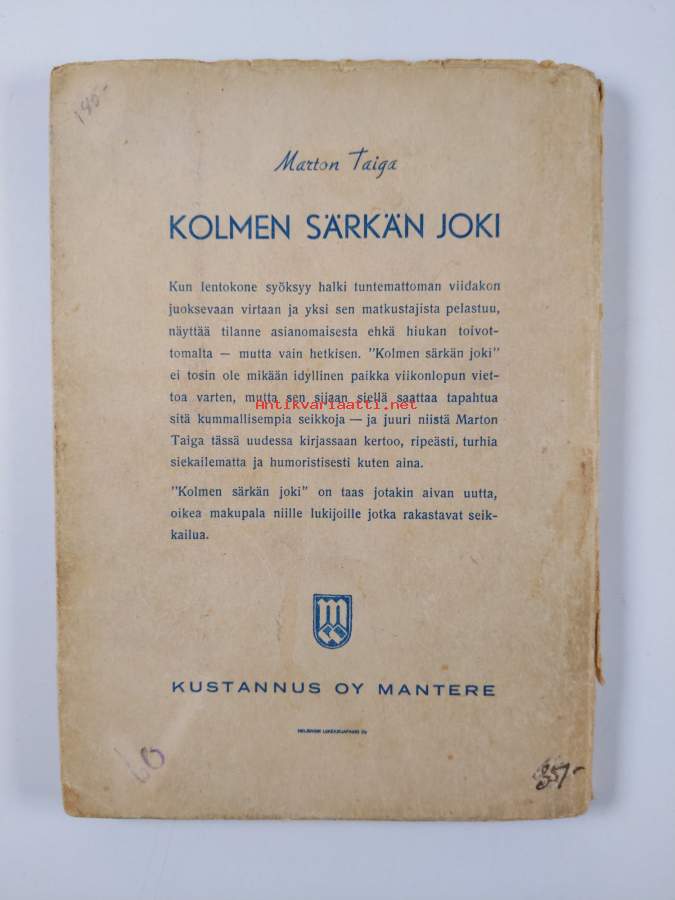 140-
Marton Taiga
KOLMEN SÄRKÄN JOKI
Kun lentokone syöksyy halki tuntemattoman viidakon
juoksevaan virtaan ja yksi sen matkustajista pelastuu,
näyttää tilanne asianomaisesta ehkä hiukan toivot-
tomalta — mutta vain hetkisen. "Kolmen särkän joki"
ei tosin ole mikään idyllinen paikka viikonlopun viet-
toa varten, mutta sen sijaan siellä saattaa tapahtua
Antikvariaatti.net
sitä kummallisempia seikkoja — ja juuri niistä Marton
Taiga tässä uudessa kirjassaan kertoo, ripeästi, turhia
siekailematta ja humoristisesti kuten aina.
"Kolmen särkän joki" on taas jotakin aivan uutta,
oikea makupala niille lukijoille jotka rakastavat seik-
kailua.
KUSTANNUS OY MANTERE
HELSINGIN LIIKEKIRJAPAINO OY
60